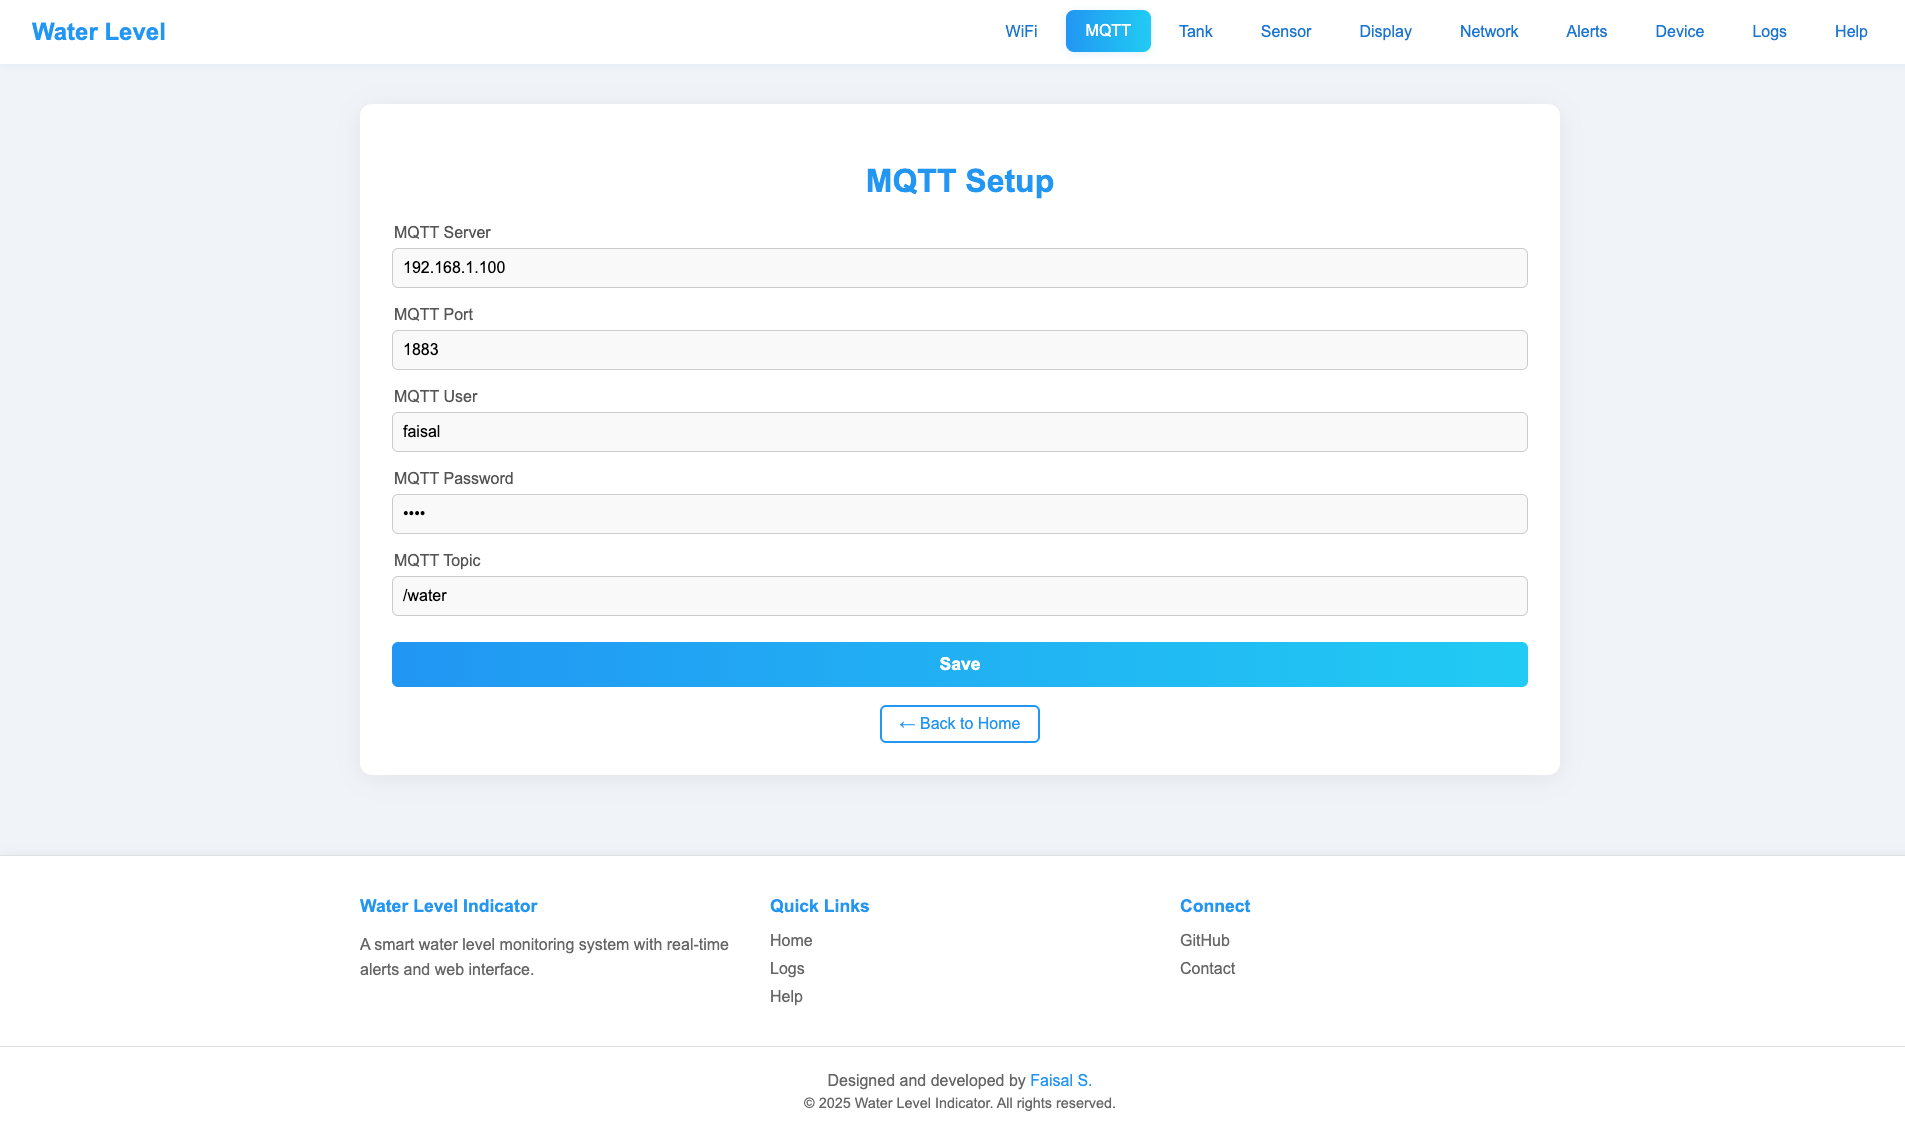 Water Level
WiFi
MQTT
Tank
Sensor
Display
Network
Alerts
Device
Logs
Help
MQTT Setup
MQTT Server
192.168.1.100
MQTT Port
1883
MQTT User
faisal
MQTT Password
••••
MQTT Topic
/water
Save
← Back to Home
Water Level Indicator
A smart water level monitoring system with real-time
alerts and web interface.
Quick Links
Home
Logs
Help
Connect
GitHub
Contact
Designed and developed by Faisal S.
© 2025 Water Level Indicator. All rights reserved.